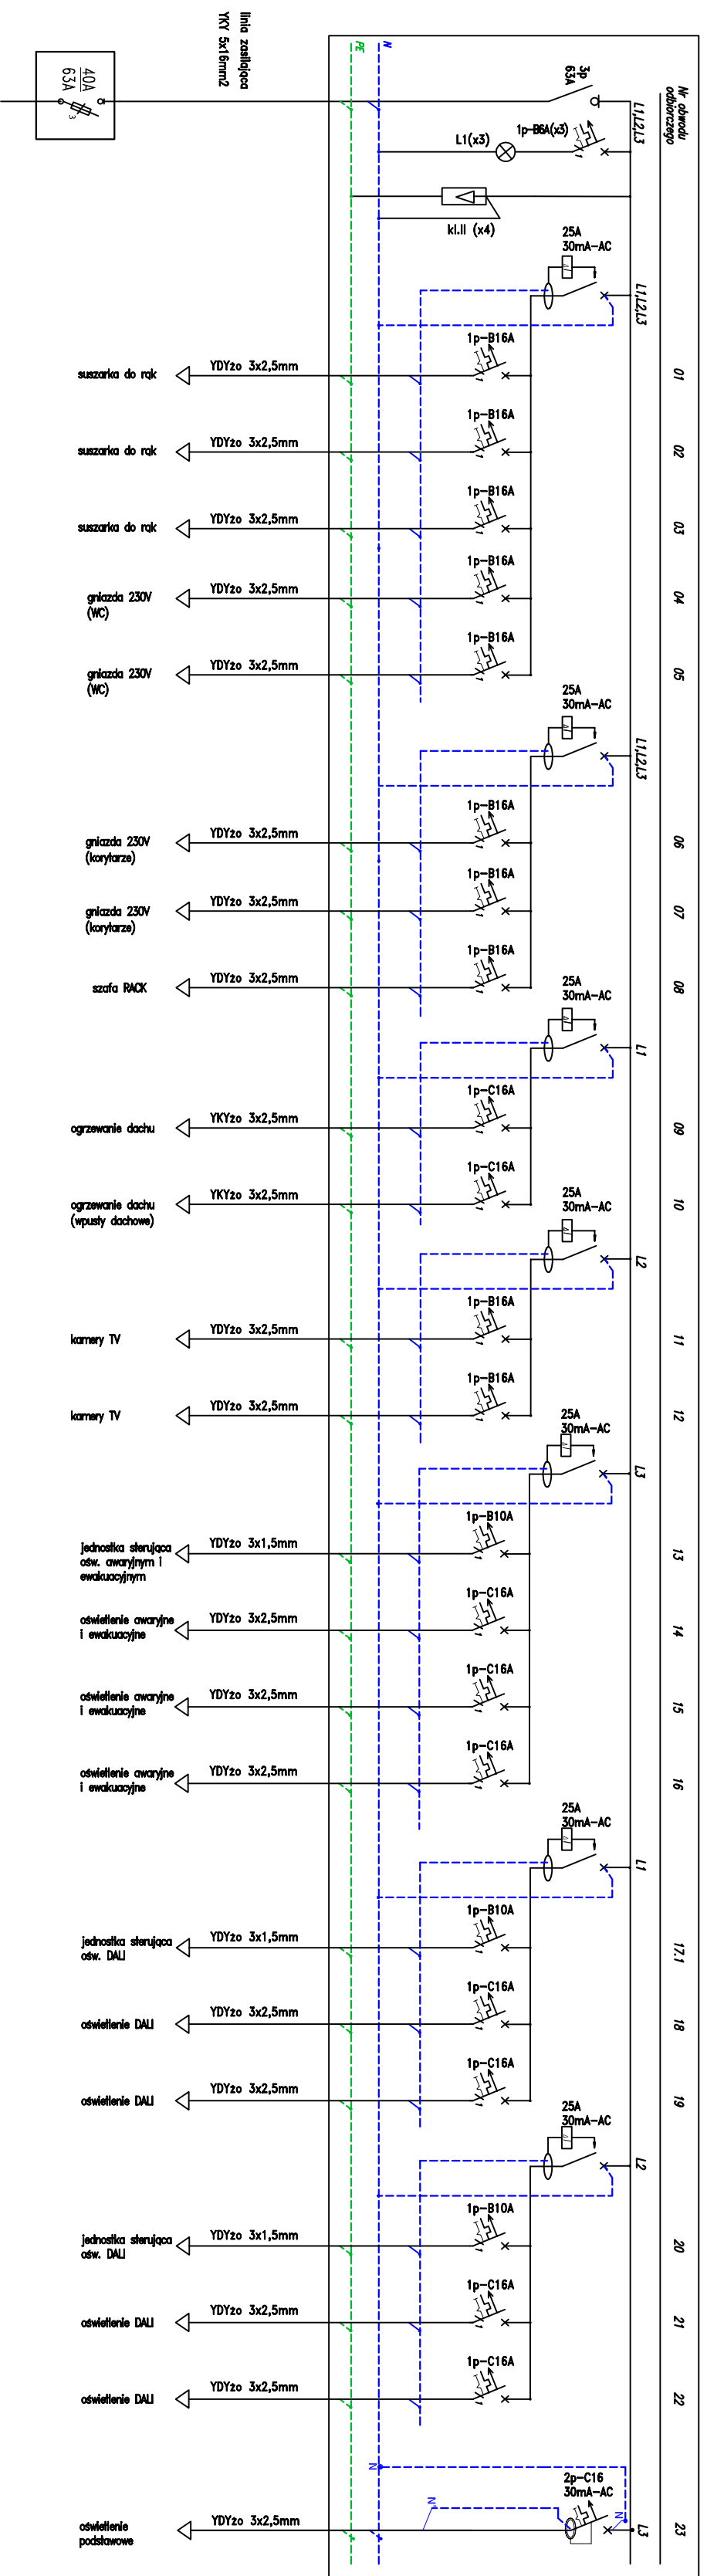 Nr obwodu
odbiorczego
linia zasilająca
YKY 5x16mm2
PE
N
40A
63A
3
3p
63A
L1,L2,L3
1p-B6A(x3)
L1(x3)
kl.II (x4)
25A
30mA-AC
L1,L2,L3
1p-B16A
YDYżo 3x2,5mm
suszarka do rąk
01
1p-B16A
YDYżo 3x2,5mm
suszarka do rąk
02
1p-B16A
YDYżo 3x2,5mm
suszarka do rąk
03
1p-B16A
YDYżo 3x2,5mm
gniazda 230V
(WC)
04
1p-B16A
YDYżo 3x2,5mm
gniazda 230V
(WC)
05
25A
30mA-AC
L1,L2,L3
1p-B16A
YDYżo 3x2,5mm
gniazda 230V
(korytarze)
06
1p-B16A
YDYżo 3x2,5mm
gniazda 230V
(korytarze)
07
1p-B16A
YDYżo 3x2,5mm
szafa RACK
08
25A
30mA-AC
L1
1p-C16A
YKYżo 3x2,5mm
ogrzewanie dachu
09
1p-C16A
YKYżo 3x2,5mm
ogrzewanie dachu
(wpusty dachowe)
10
25A
30mA-AC
L2
1p-B16A
YDYżo 3x2,5mm
kamery TV
11
1p-B16A
YDYżo 3x2,5mm
kamery TV
12
25A
30mA-AC
L3
1p-B10A
YDYżo 3x1,5mm
jednostka sterująca
ośw. awaryjnym i
ewakuacyjnym
13
1p-C16A
YDYżo 3x2,5mm
oświetlenie awaryjne
i ewakuacyjne
14
1p-C16A
YDYżo 3x2,5mm
oświetlenie awaryjne
i ewakuacyjne
15
1p-C16A
YDYżo 3x2,5mm
oświetlenie awaryjne
i ewakuacyjne
16
25A
30mA-AC
L1
1p-B10A
YDYżo 3x1,5mm
jednostka sterująca
ośw. DALI
17.1
1p-C16A
YDYżo 3x2,5mm
oświetlenie DALI
18
1p-C16A
YDYżo 3x2,5mm
oświetlenie DALI
19
25A
30mA-AC
L2
1p-B10A
YDYżo 3x1,5mm
jednostka sterująca
ośw. DALI
20
1p-C16A
YDYżo 3x2,5mm
oświetlenie DALI
21
1p-C16A
YDYżo 3x2,5mm
oświetlenie DALI
22
N
2p-C16
30mA-AC
N
N
L3
YDYżo 3x2,5mm
oświetlenie
podstawowe
23